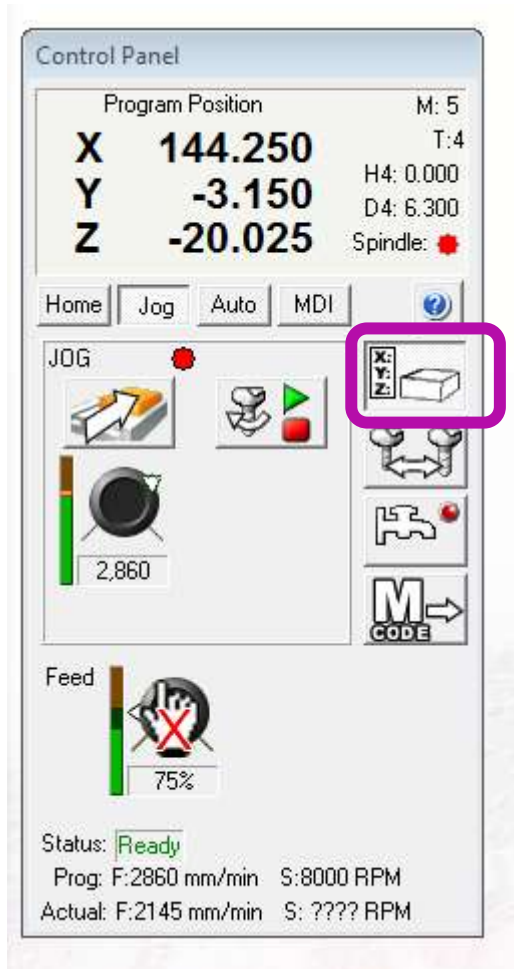 Control Panel
Program Position M: 5
X 144.250 T:4
H4: 0.000
Y -3.150 D4: 6.300
Z -20.025 Spindle:
Home Jog Auto MDI ?
JOG X:
Y:
Z:
2,860
M
CODE
Feed
X
75%
Status: Ready
Prog: F:2860 mm/min S:8000 RPM
Actual: F:2145 mm/min S: ???? RPM